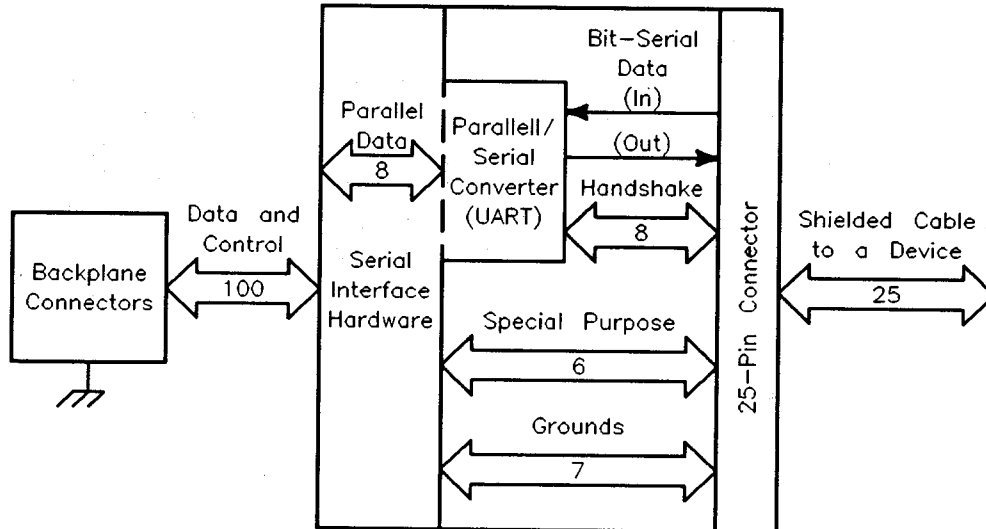 Bit-Serial
Data
(In)
(Out)
Parallel
Data
8
Parallell/
Serial
Converter
(UART)
Handshake
8
Data and
Control
100
Backplane
Connectors
Serial
Interface
Hardware
25-Pin Connector
Shielded Cable
to a Device
25
Special Purpose
6
Grounds
7